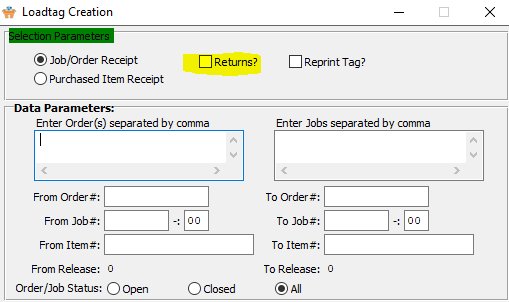 Loadtag Creation
Selection Parameters
Job/Order Receipt Returns? Reprint Tag?
Purchased Item Receipt
Data Parameters:
Enter Order(s) separated by comma Enter Jobs separated by comma
From Order#: To Order#:
From Job#: -: 00 To Job#: -: 00
From Item#: To Item#:
From Release: 0 To Release: 0
Order/Job Status: Open Closed All